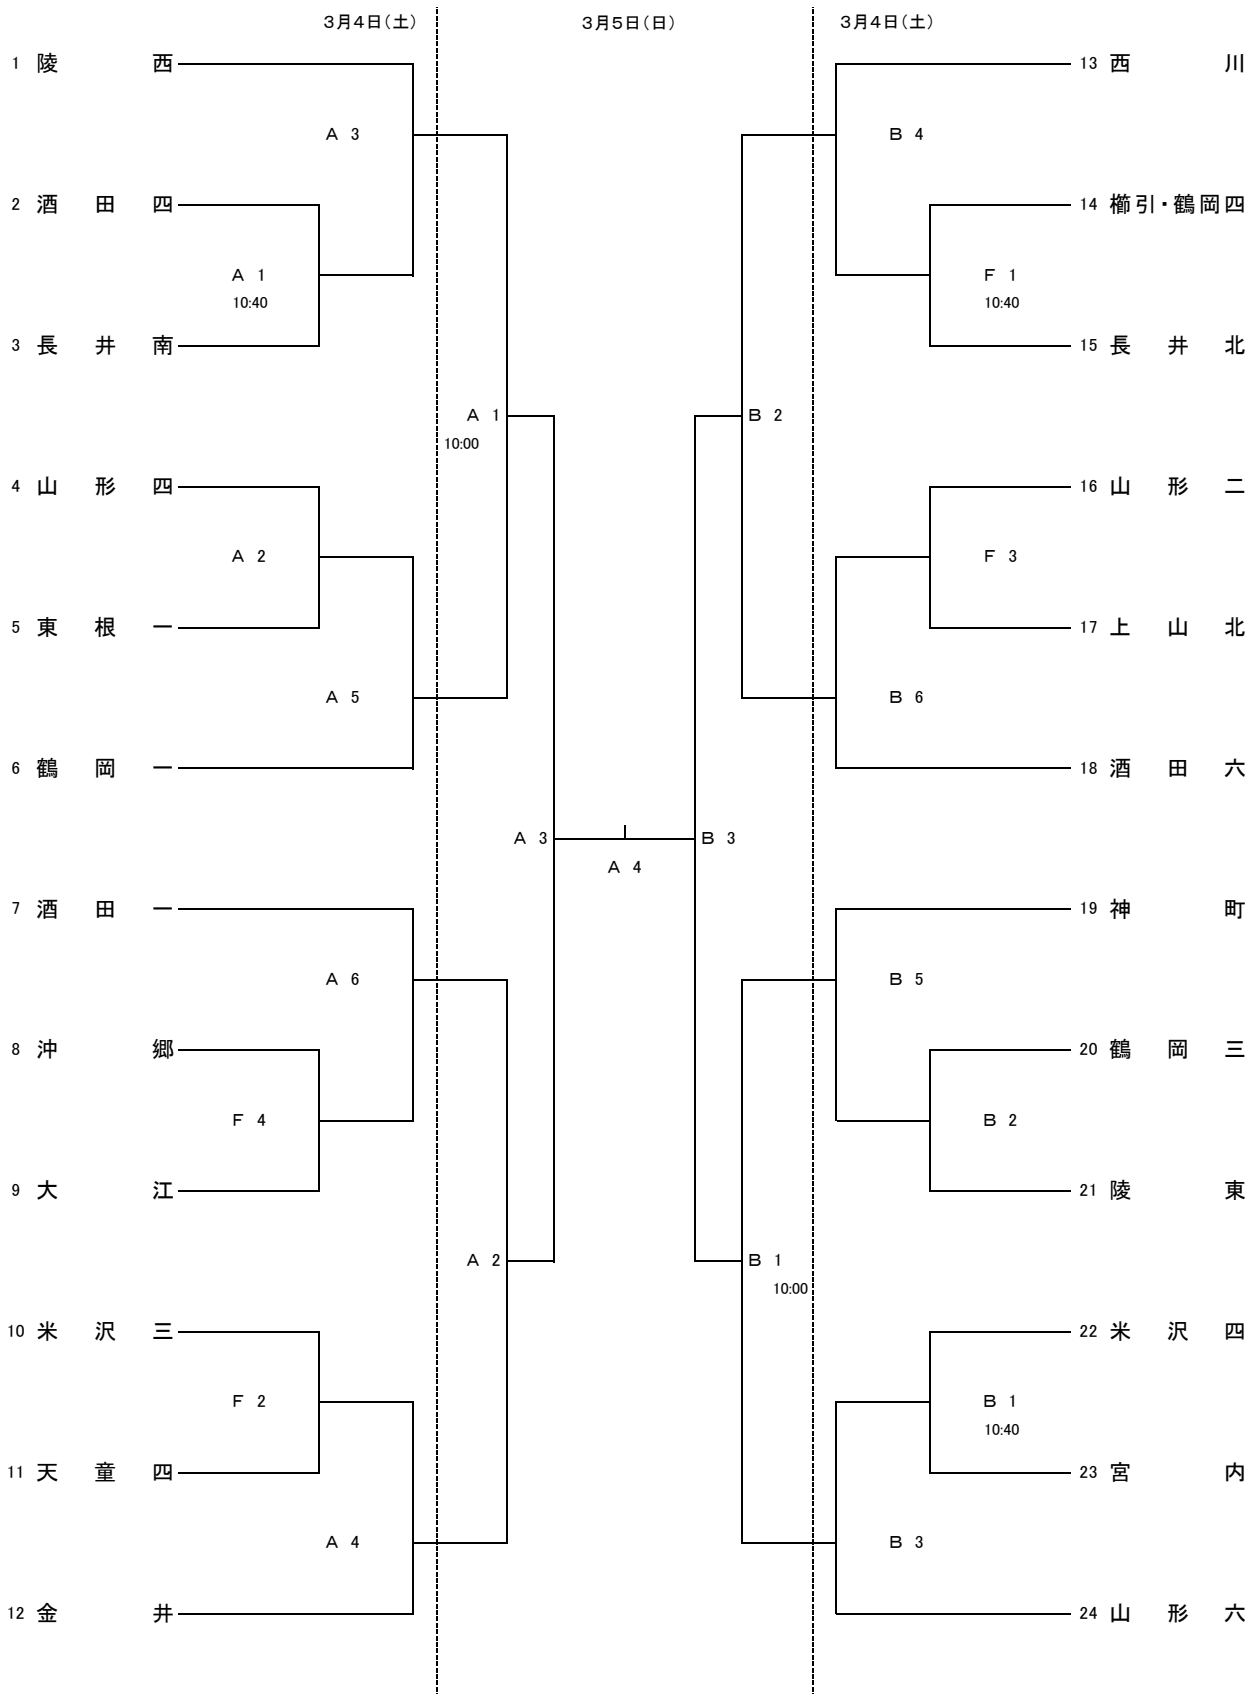 3月4日(土) 3月5日(日) 3月4日(土)
1 陵西 13 西川
A 3 B 4
2 酒田四 14 櫛引・鶴岡四
A 1 F 1
10:40 10:40
3 長井南 15 長井北
A 1 B 2
10:00
4 山形四 16 山形二
A 2 F 3
5 東根一 17 上山北
A 5 B 6
6 鶴岡一 18 酒田六
A 3 B 3
A 4
7 酒田一 19 神町
A 6 B 5
8 沖郷 20 鶴岡三
F 4 B 2
9 大江 21 陵東
A 2 B 1
10:00
10 米沢三 22 米沢四
F 2 B 1
10:40
11 天童四 23 宮内
A 4 B 3
12 金井 24 山形六